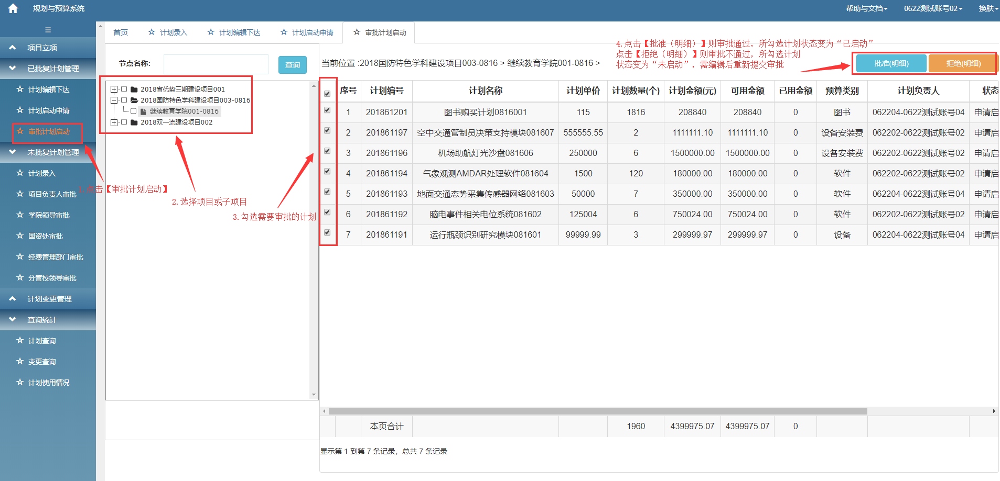 规划与预算系统
帮助与文档
0622测试账号02
换肤
项目立项
已批复计划管理
计划编辑下达
计划启动申请
审批计划启动
未批复计划管理
计划录入
项目负责人审批
学院领导审批
国资处审批
经费管理部门审批
分管校领导审批
计划变更管理
查询统计
计划查询
变更查询
计划使用情况
首页 计划录入 计划编辑下达 计划启动申请 审批计划启动
节点名称: 查询
2018省优势三期建设项目001
2018国防特色学科建设项目003-0816
继续教育学院001-0816
2018双一流建设项目002
击【审批计划启动】
2.选择项目或子项目
3.勾选需要审批的计划
4.点击【批准（明细）】则审批通过，所勾选计划状态变为“已启动”
点击【拒绝（明细）】则审批不通过，所勾选计划
状态变为“未启动”，需编辑后重新提交审批
当前位置 :2018国防特色学科建设项目003-0816 > 继续教育学院001-0816 >
批准(明细) 拒绝(明细)
序号 计划编号 计划名称 计划单价 计划数量(个) 计划金额(元) 可用金额 已用金额 预算类别 计划负责人 状态
1 201861201 图书购买计划0816001 115 1816 208840 208840 0 图书 062204-0622测试账号04 申请启
2 201861197 空中交通管制员决策支持模块081607 555555.55 2 1111111.10 1111111.10 0 设备安装费 062202-0622测试账号02 申请启
3 201861196 机场助航灯光沙盘081606 250000 6 1500000.00 1500000.00 0 设备安装费 062202-0622测试账号02 申请启
4 201861194 气象观测AMDAR处理软件081604 1500 120 180000.00 180000.00 0 软件 062202-0622测试账号02 申请启
5 201861193 地面交通态势采集传感器网络081603 50000 7 350000.00 350000.00 0 软件 062204-0622测试账号04 申请启
6 201861192 脑电事件相关电位系统081602 125004 6 750024.00 750024.00 0 软件 062202-0622测试账号02 申请启
7 201861191 运行瓶颈识别研究模块081601 99999.99 3 299999.97 299999.97 0 设备 062204-0622测试账号04 申请启
本页合计 1960 4399975.07 4399975.07 0
显示第 1 到第 7 条记录，总共 7 条记录